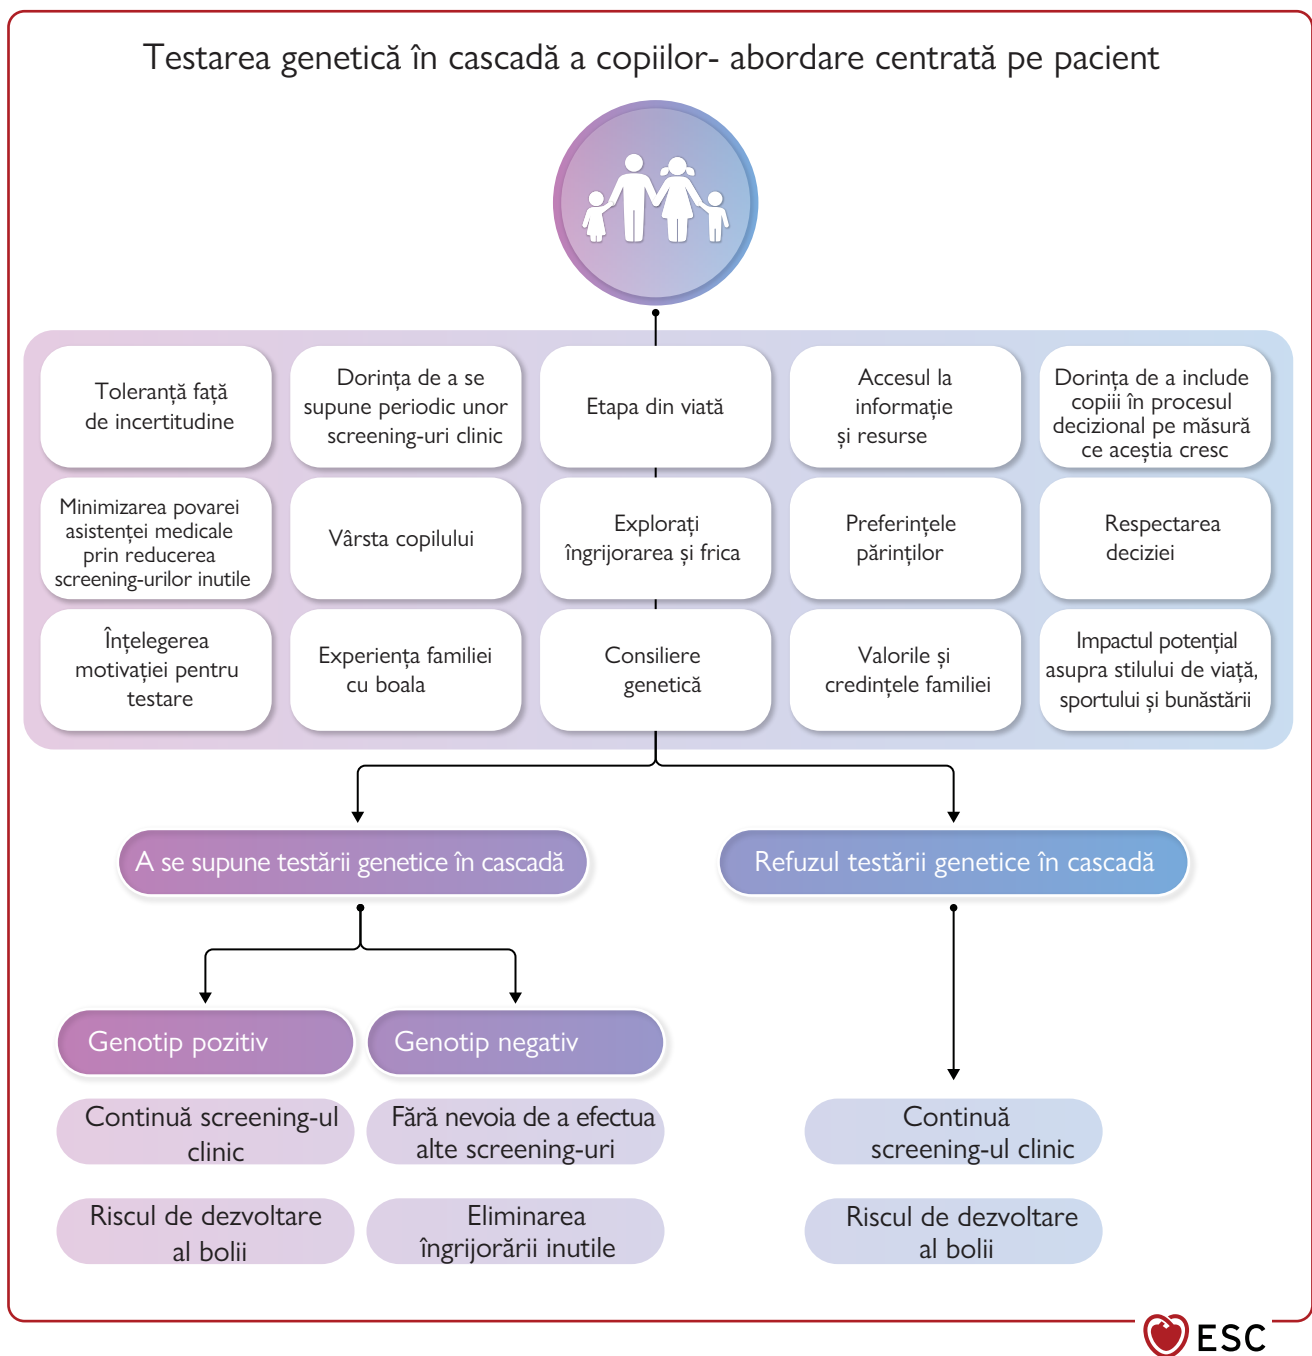 Testarea genetică în cascadă a copiilor- abordare centrată pe pacient
Toleranță față
de incertitudine
Dorința de a se
supune periodic unor
screening-uri clinic
Etapa din viată
Accesul la
informație
și resurse
Dorința de a include
copiii în procesul
decizional pe măsură
ce aceștia cresc
Minimizarea povarei
asistenței medicale
prin reducerea
screening-urilor inutile
Vârsta copilului
Explorați
îngrijorarea și frica
Preferințele
părinților
Respectarea
deciziei
Înțelegerea
motivației pentru
testare
Experiența familiei
cu boala
Consiliere
genetică
Valorile și
credințele familiei
Impactul potențial
asupra stilului de viață,
sportului și bunăstării
A se supune testării genetice în cascadă
Refuzul testării genetice în cascadă
Genotip pozitiv
Genotip negativ
Continuă screening-ul
clinic
Fără nevoia de a efectua
alte screening-uri
Continuă
screening-ul clinic
Riscul de dezvoltare
al bolii
Eliminarea
îngrijorării inutile
Riscul de dezvoltare
al bolii
ESC